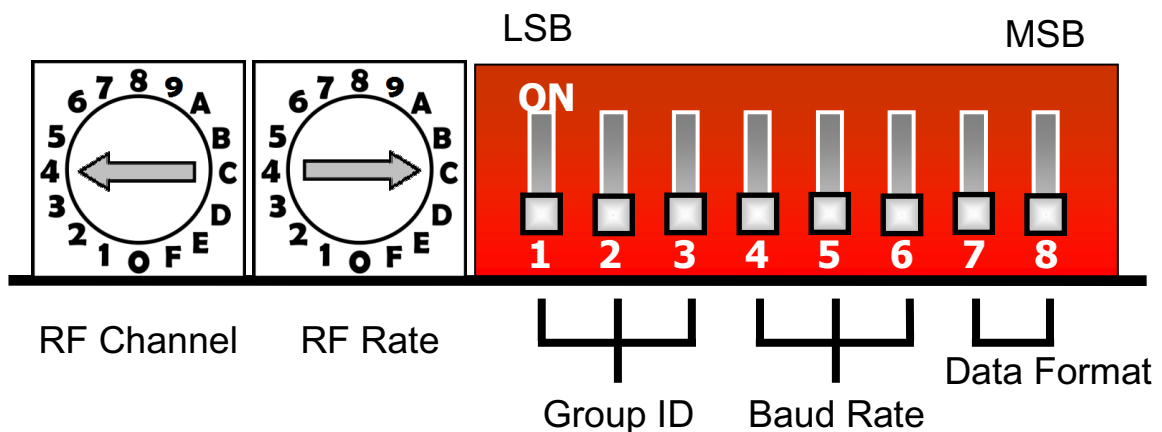 LSB MSB
0 1 2 3 4 5 6 7 8 9 A B C D E F
0 1 2 3 4 5 6 7 8 9 A B C D E F
ON
1 2 3 4 5 6 7 8
RF Channel RF Rate
Data Format
Group ID Baud Rate